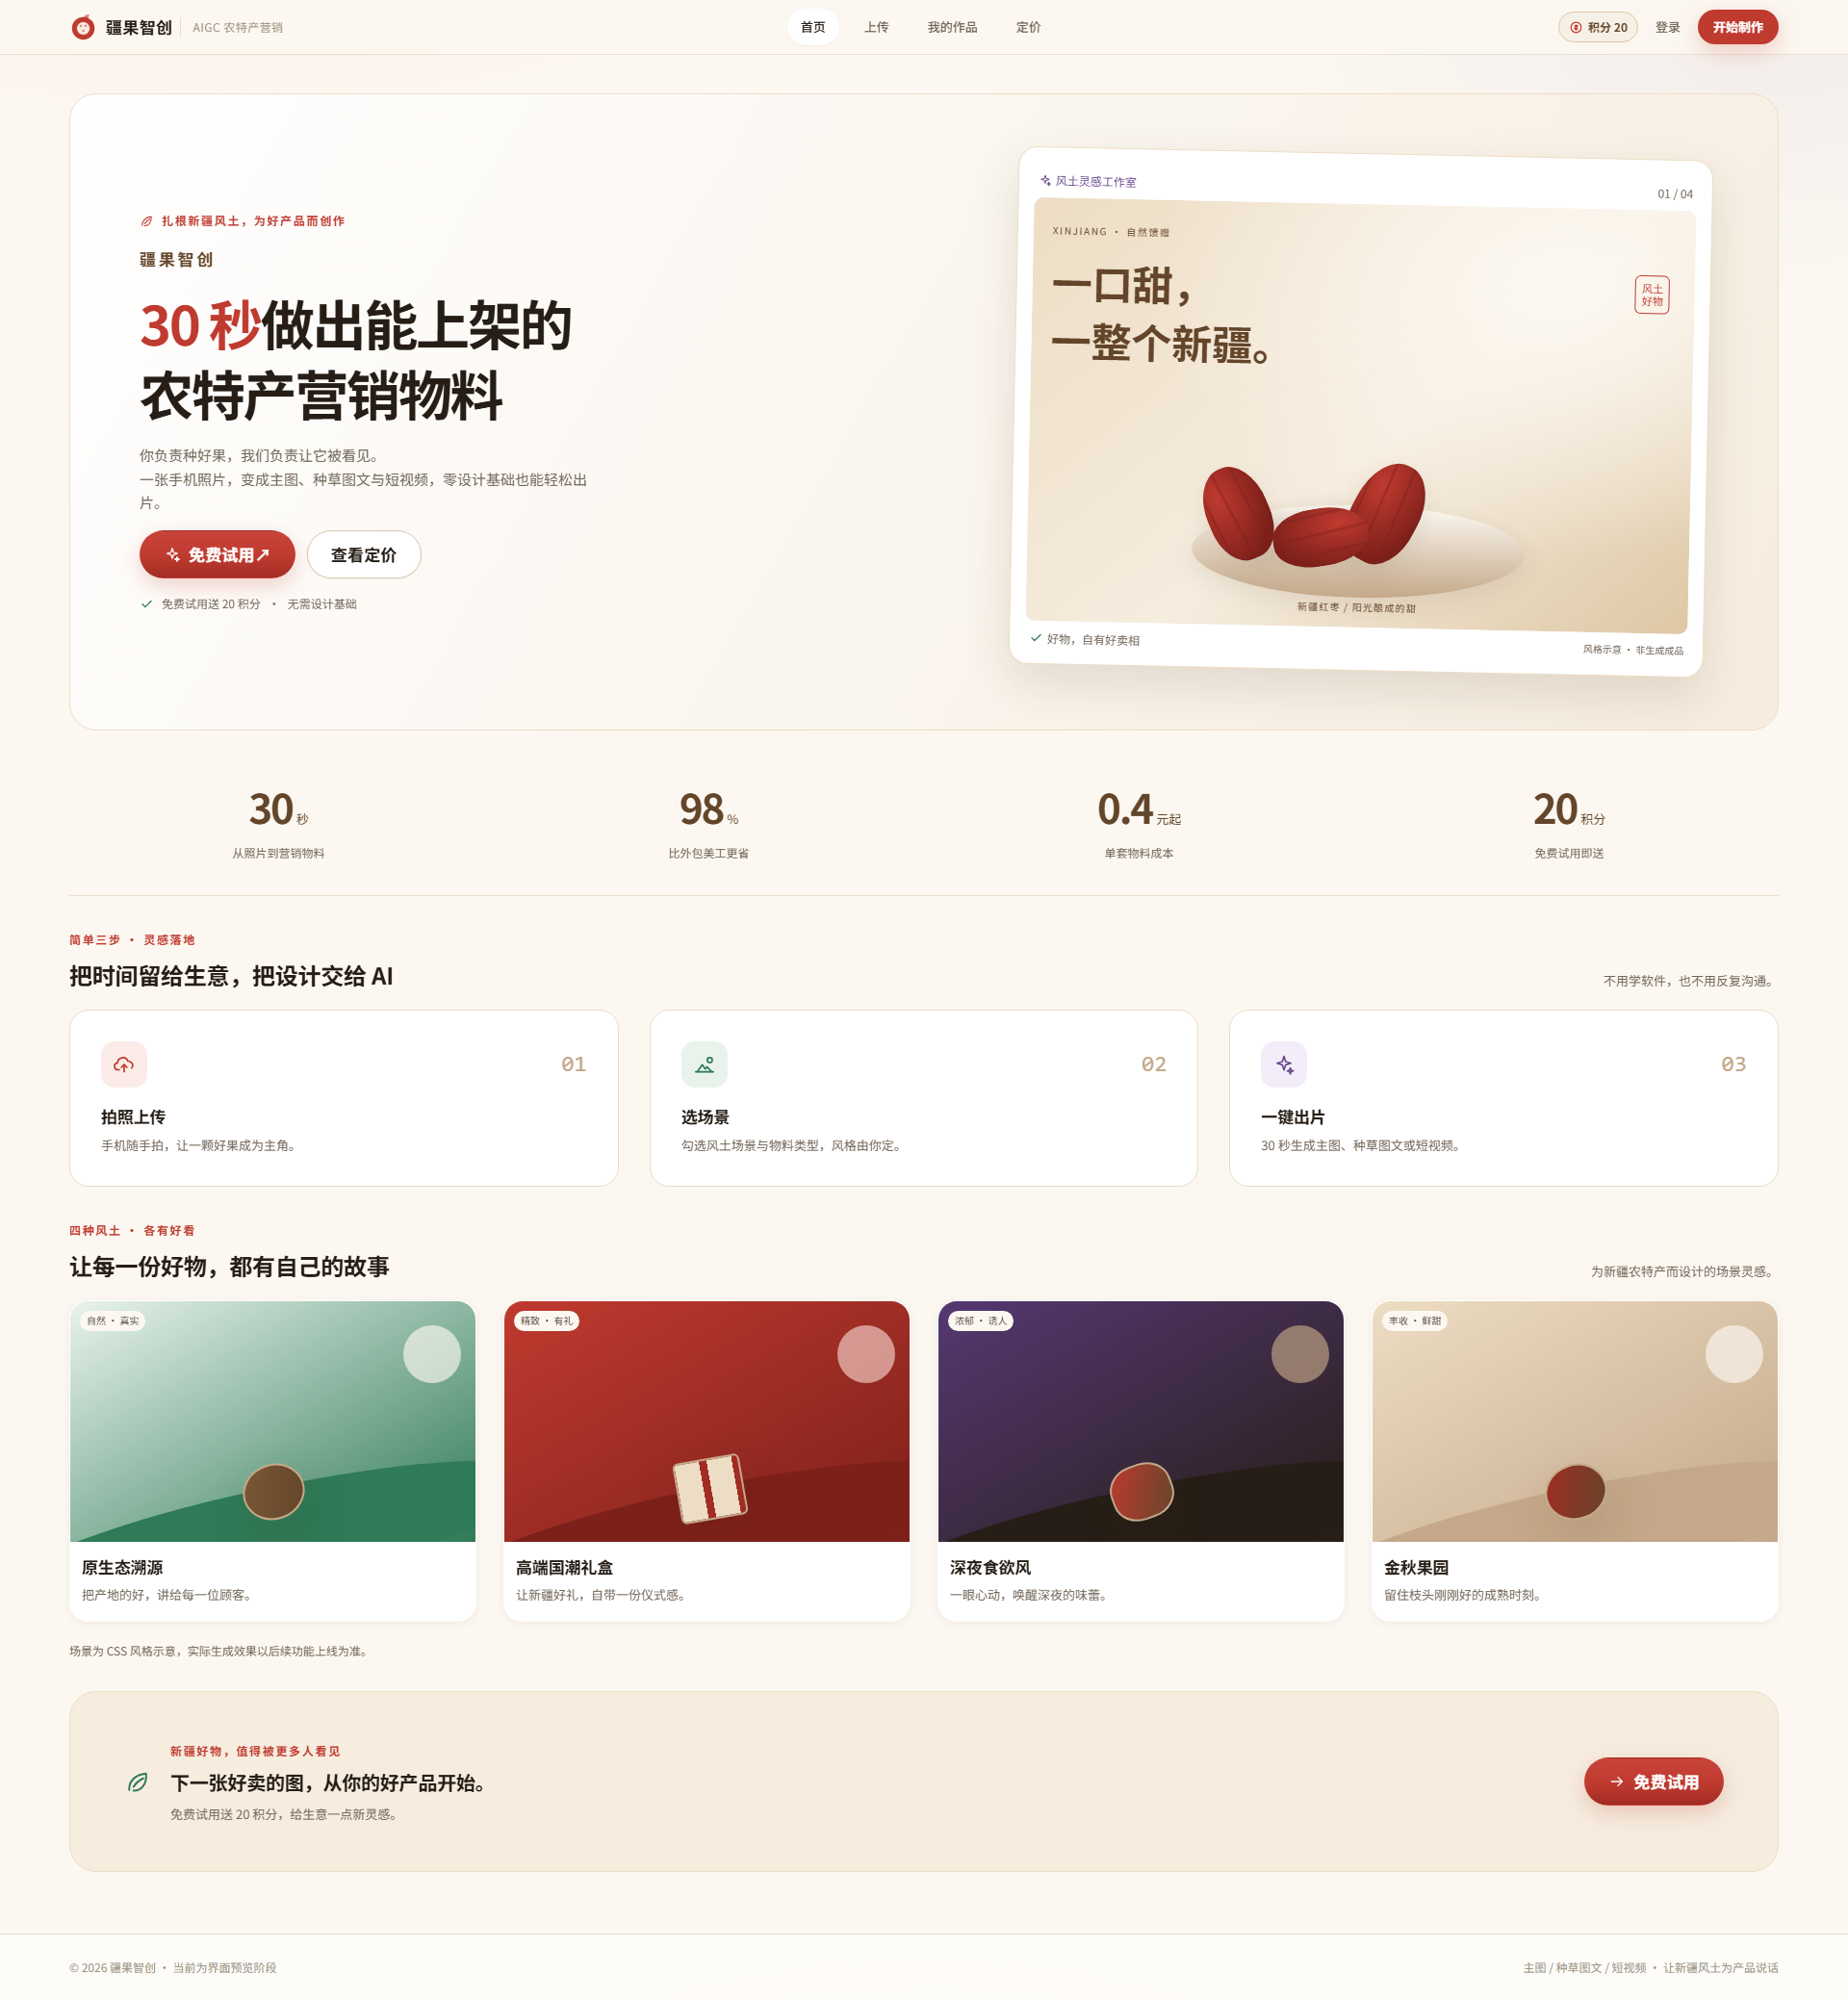 疆果智创
AIGC 农特产营销
首页
上传
我的作品
定价
积分 20
登录
开始制作
扎根新疆风土，为好产品而创作
疆果智创
30 秒做出能上架的
农特产营销物料
你负责种好果，我们负责让它被看见。
一张手机照片，变成主图、种草图文与短视频，零设计基础也能轻松出
片。
免费试用↗
查看定价
免费试用送 20 积分 · 无需设计基础
风土灵感工作室
01 / 04
XINJIANG · 自然馈赠
一口甜，
一整个新疆。
风土
好物
新疆红枣 / 阳光酿成的甜
好物，自有好卖相
风格示意 · 非生成成品
30 秒
从照片到营销物料
98 %
比外包美工更省
0.4 元起
单套物料成本
20 积分
免费试用即送
简单三步 · 灵感落地
把时间留给生意，把设计交给 AI
不用学软件，也不用反复沟通。
01
拍照上传
手机随手拍，让一颗好果成为主角。
02
选场景
勾选风土场景与物料类型，风格由你定。
03
一键出片
30 秒生成主图、种草图文或短视频。
四种风土 · 各有好看
让每一份好物，都有自己的故事
为新疆农特产而设计的场景灵感。
自然 · 真实
原生态溯源
把产地的好，讲给每一位顾客。
精致 · 有礼
高端国潮礼盒
让新疆好礼，自带一份仪式感。
浓郁 · 诱人
深夜食欲风
一眼心动，唤醒深夜的味蕾。
丰收 · 鲜甜
金秋果园
留住枝头刚刚好的成熟时刻。
场景为 CSS 风格示意，实际生成效果以后续功能上线为准。
新疆好物，值得被更多人看见
下一张好卖的图，从你的好产品开始。
免费试用送 20 积分，给生意一点新灵感。
→ 免费试用
© 2026 疆果智创 · 当前为界面预览阶段
主图 / 种草图文 / 短视频 · 让新疆风土为产品说话